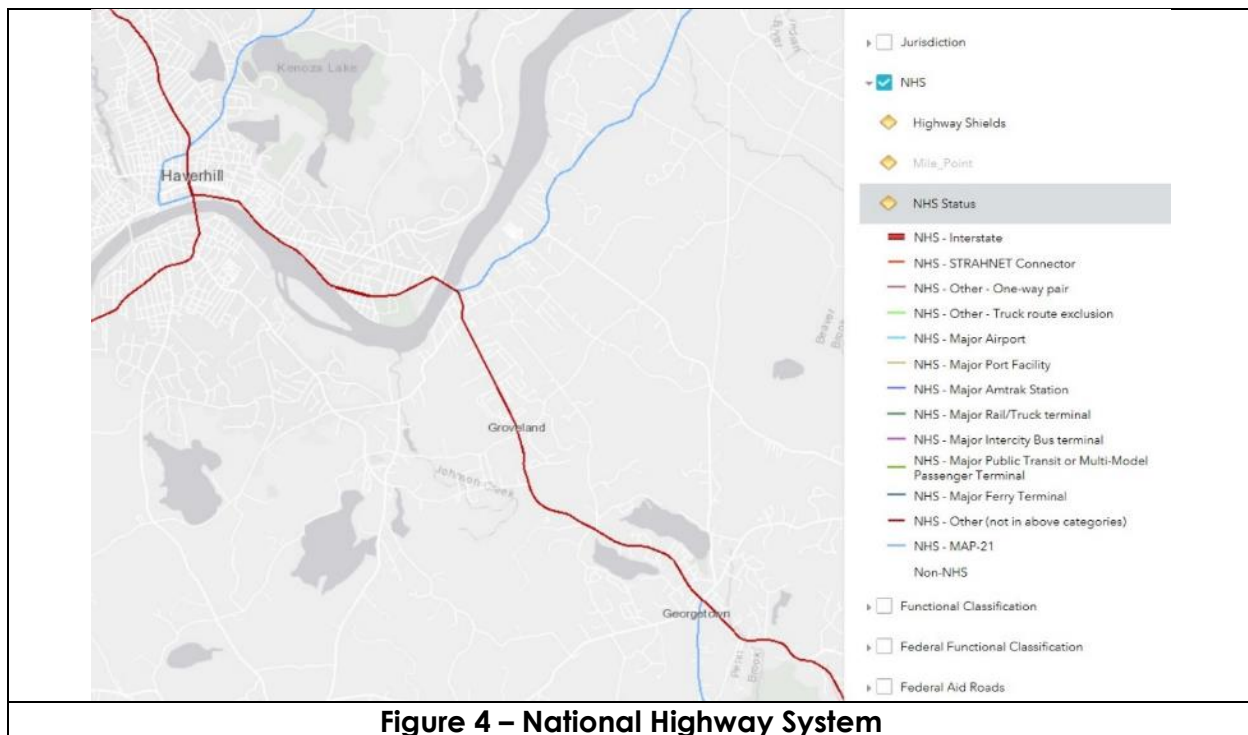 Kenoza Lake
Haverhill
Groveland
Johnson Creek
Georgetown
Beaver
Brook
Brook
Jurisdiction
NHS
Highway Shields
Mile_Point
NHS Status
NHS - Interstate
NHS - STRAHNET Connector
NHS - Other - One-way pair
NHS - Other - Truck route exclusion
NHS - Major Airport
NHS - Major Port Facility
NHS - Major Amtrak Station
NHS - Major Rail/Truck terminal
NHS - Major Intercity Bus terminal
NHS - Major Public Transit or Multi-Model
Passenger Terminal
NHS - Major Ferry Terminal
NHS - Other (not in above categories)
NHS - MAP-21
Non-NHS
Functional Classification
Federal Functional Classification
Federal Aid Roads
Figure 4 – National Highway System